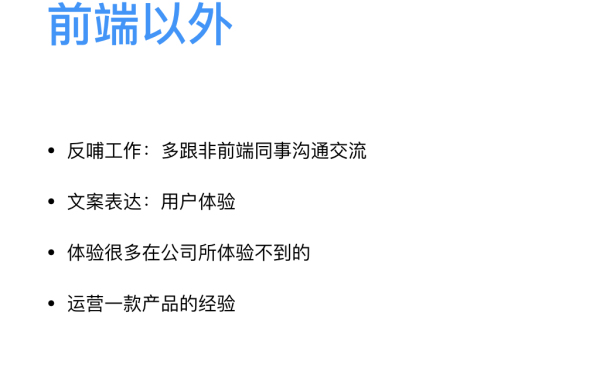 前端以外
• 反哺工作：多跟非前端同事沟通交流
• 文案表达：用户体验
• 体验很多在公司所体验不到的
• 运营一款产品的经验